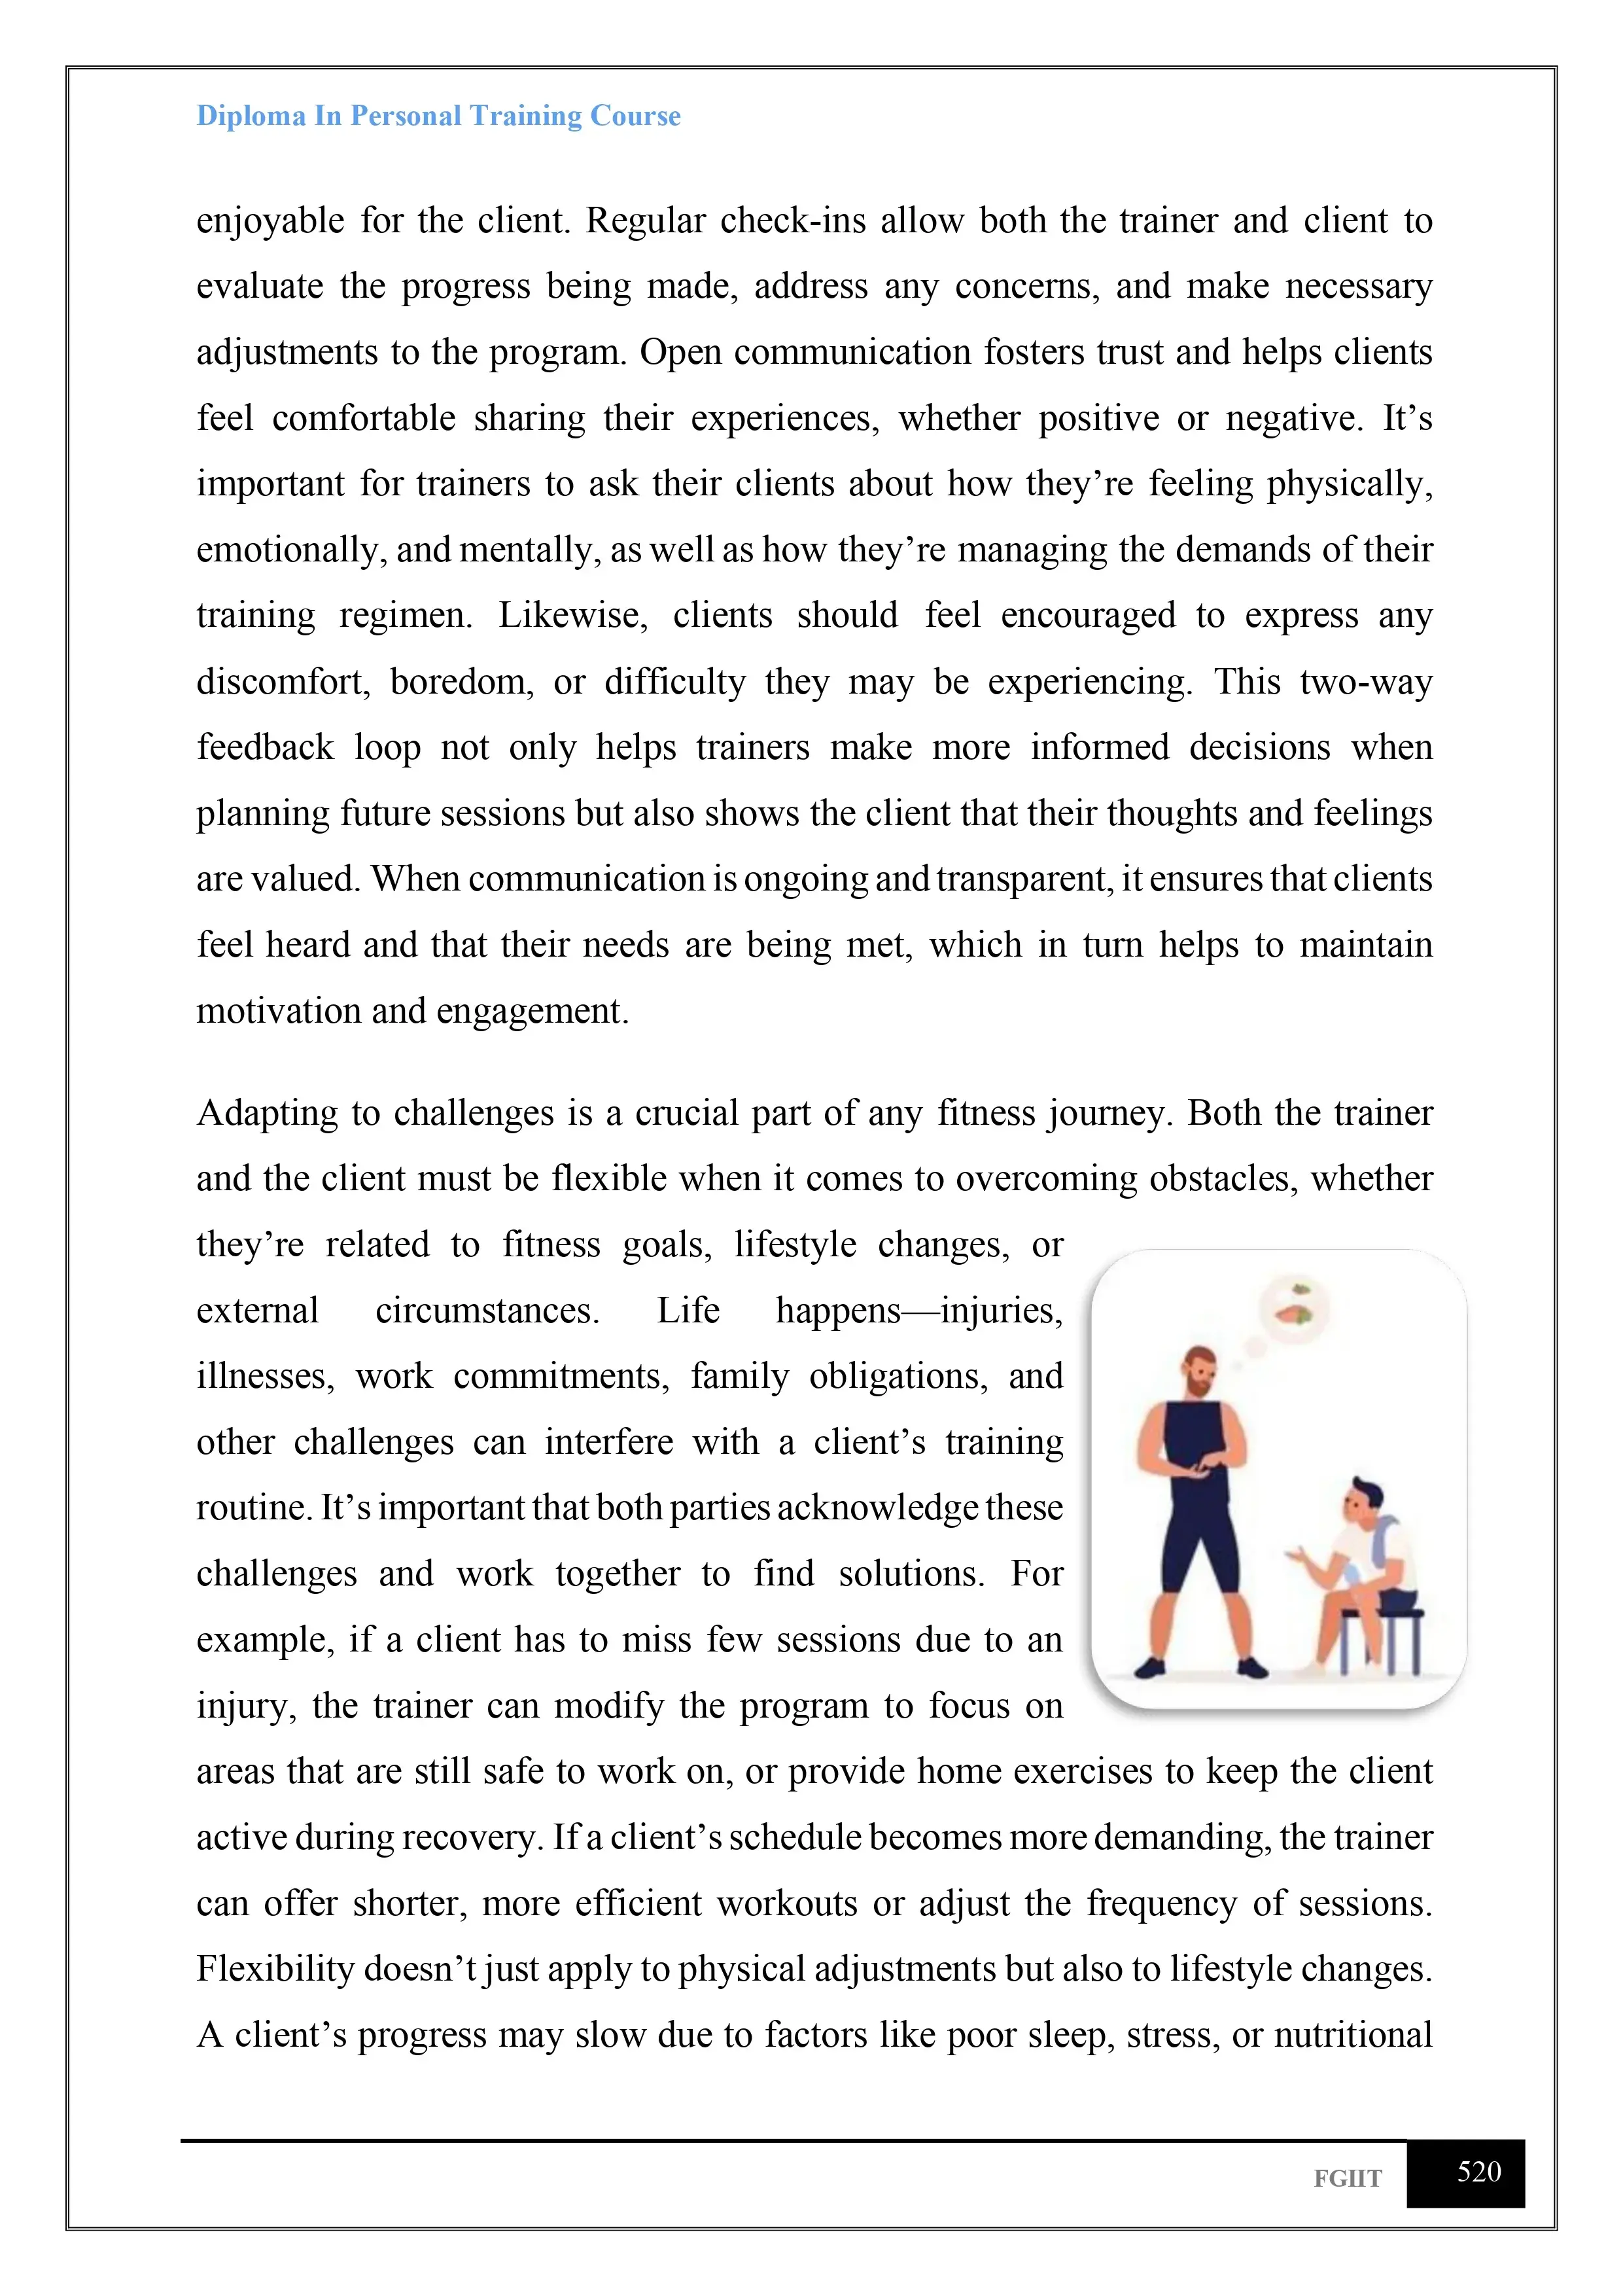 Diploma In Personal Training Course
enjoyable for the client. Regular check-ins allow both the trainer and client to
evaluate the progress being made, address any concerns, and make necessary
adjustments to the program. Open communication fosters trust and helps clients
feel comfortable sharing their experiences, whether positive or negative. It’s
important for trainers to ask their clients about how they’re feeling physically,
emotionally, and mentally, as well as how they’re managing the demands of their
training regimen. Likewise, clients should feel encouraged to express any
discomfort, boredom, or difficulty they may be experiencing. This two-way
feedback loop not only helps trainers make more informed decisions when
planning future sessions but also shows the client that their thoughts and feelings
are valued. When communication is ongoing and transparent, it ensures that clients
feel heard and that their needs are being met, which in turn helps to maintain
motivation and engagement.
Adapting to challenges is a crucial part of any fitness journey. Both the trainer
and the client must be flexible when it comes to overcoming obstacles, whether
they’re related to fitness goals, lifestyle changes, or
external circumstances. Life happens—injuries,
illnesses, work commitments, family obligations, and
other challenges can interfere with a client’s training
routine. It’s important that both parties acknowledge these
challenges and work together to find solutions. For
example, if a client has to miss few sessions due to an
injury, the trainer can modify the program to focus on
areas that are still safe to work on, or provide home exercises to keep the client
active during recovery. If a client’s schedule becomes more demanding, the trainer
can offer shorter, more efficient workouts or adjust the frequency of sessions.
Flexibility doesn’t just apply to physical adjustments but also to lifestyle changes.
A client’s progress may slow due to factors like poor sleep, stress, or nutritional
FGIIT 520